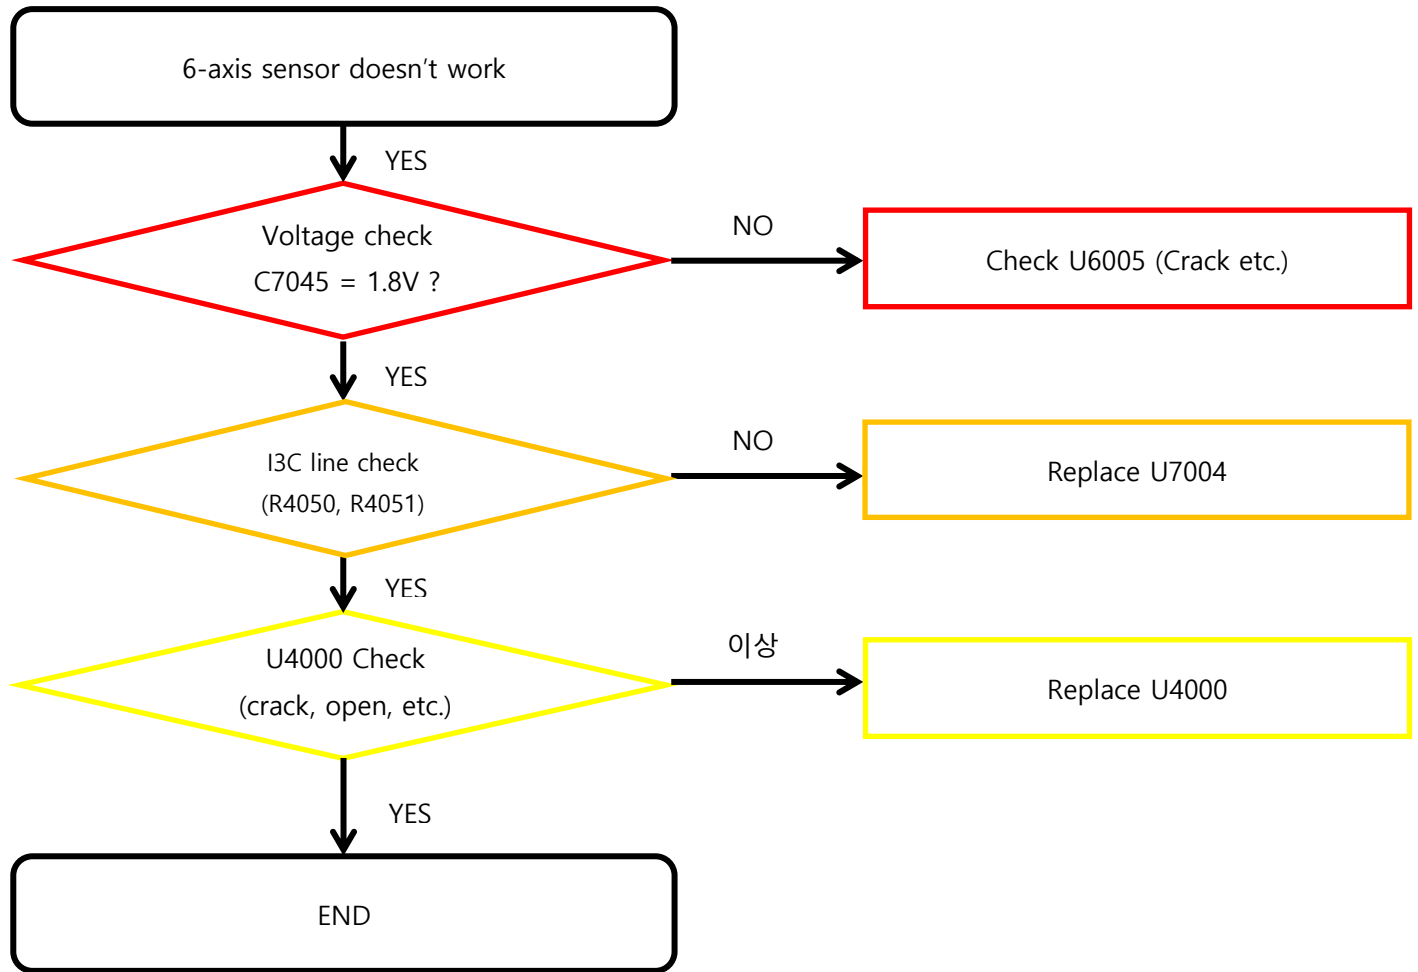 6-axis sensor doesn't work
YES
Voltage check
C7045 = 1.8V ?
NO
Check U6005 (Crack etc.)
YES
I3C line check
(R4050, R4051)
NO
Replace U7004
YES
U4000 Check
(crack, open, etc.)
이상
Replace U4000
YES
END